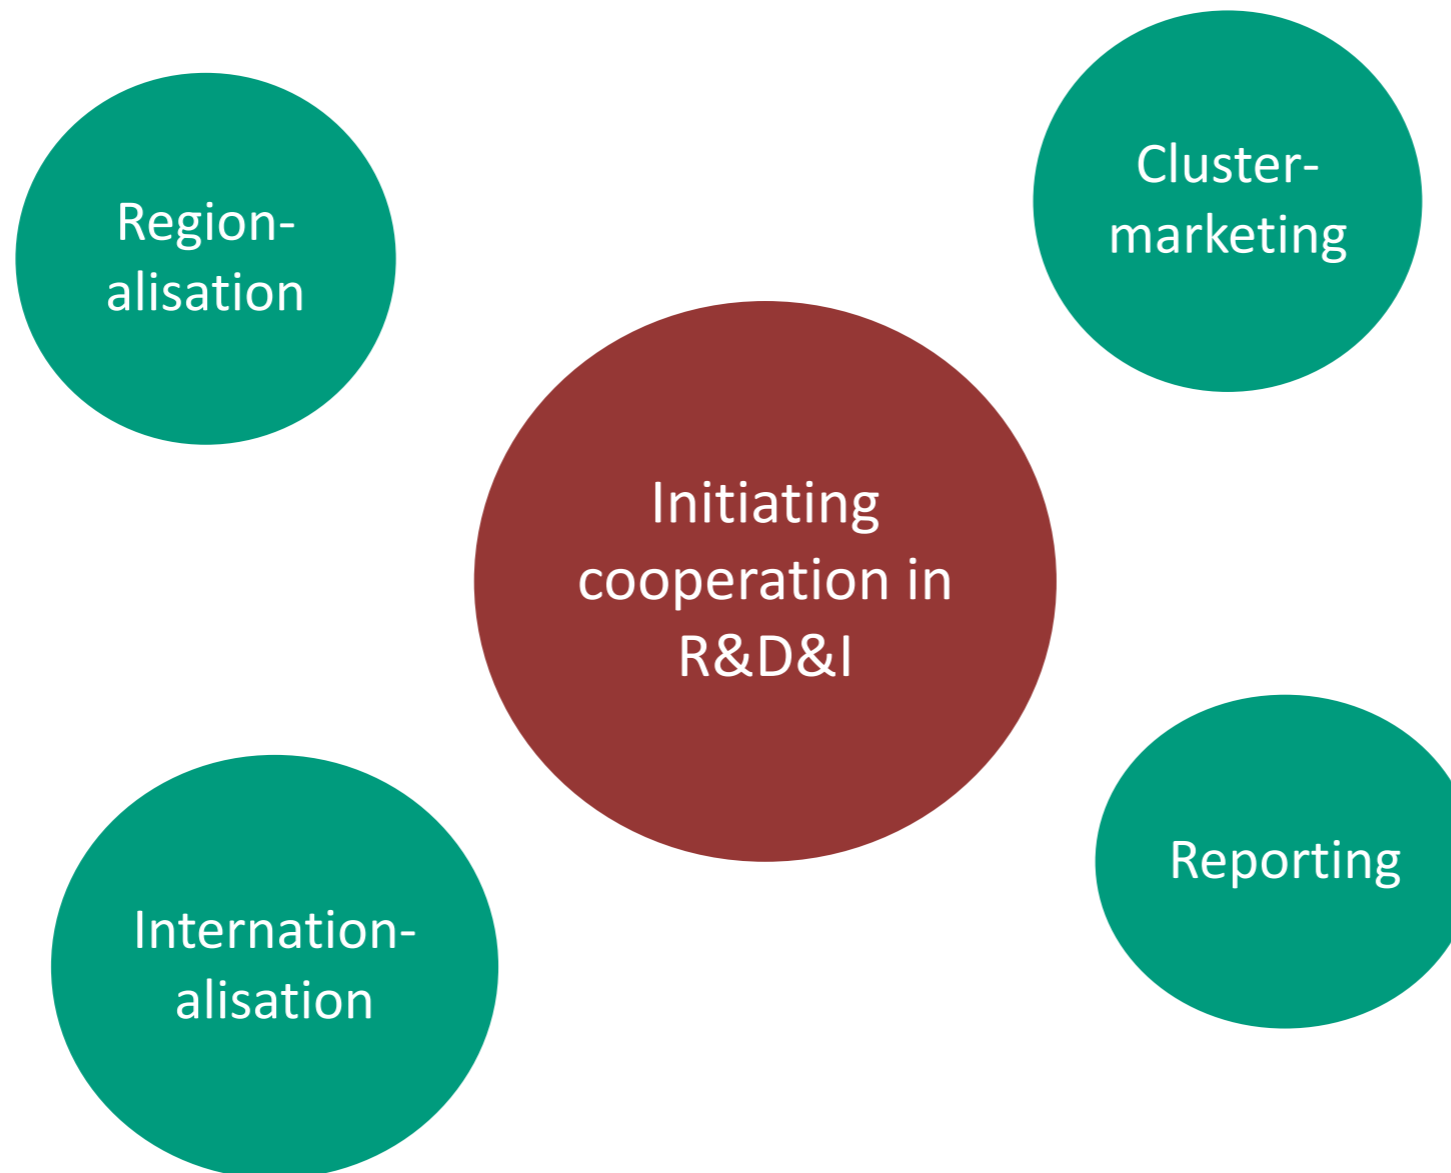 Region-
alisation
Cluster-
marketing
Initiating
cooperation in
R&D&I
Internation-
alisation
Reporting